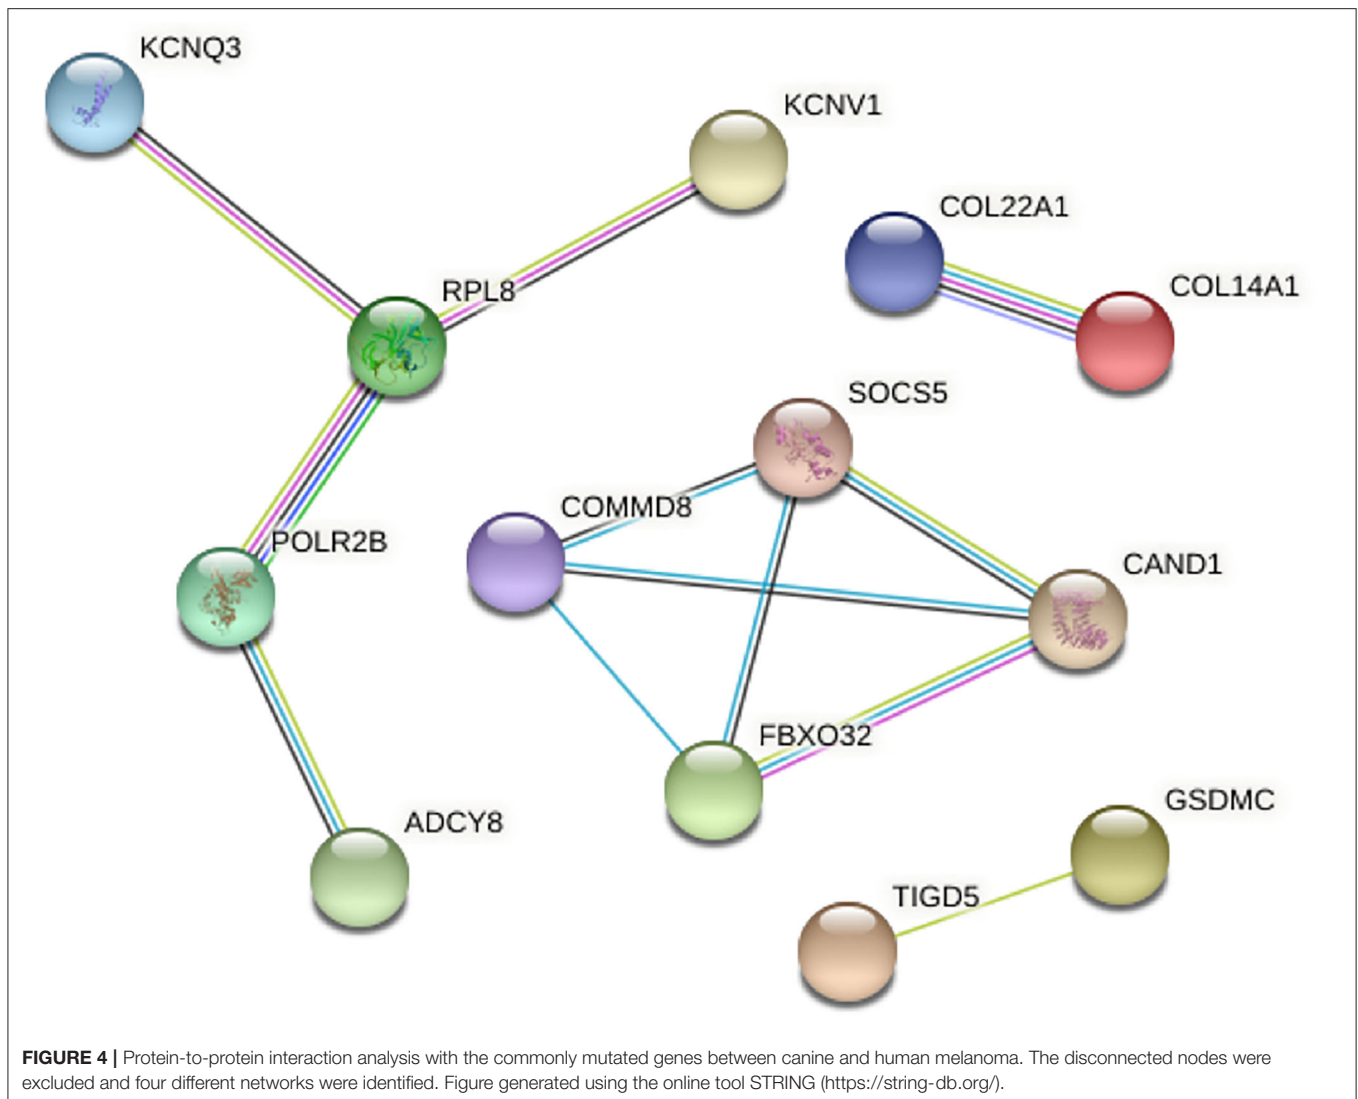 KCNQ3
KCNV1
COL22A1
COL14A1
RPL8
SOCS5
COMMD8
POLR2B
CAND1
FBXO32
ADCY8
GSDMC
TIGD5
FIGURE 4 | Protein-to-protein interaction analysis with the commonly mutated genes between canine and human melanoma. The disconnected nodes were
excluded and four different networks were identified. Figure generated using the online tool STRING (https://string-db.org/).